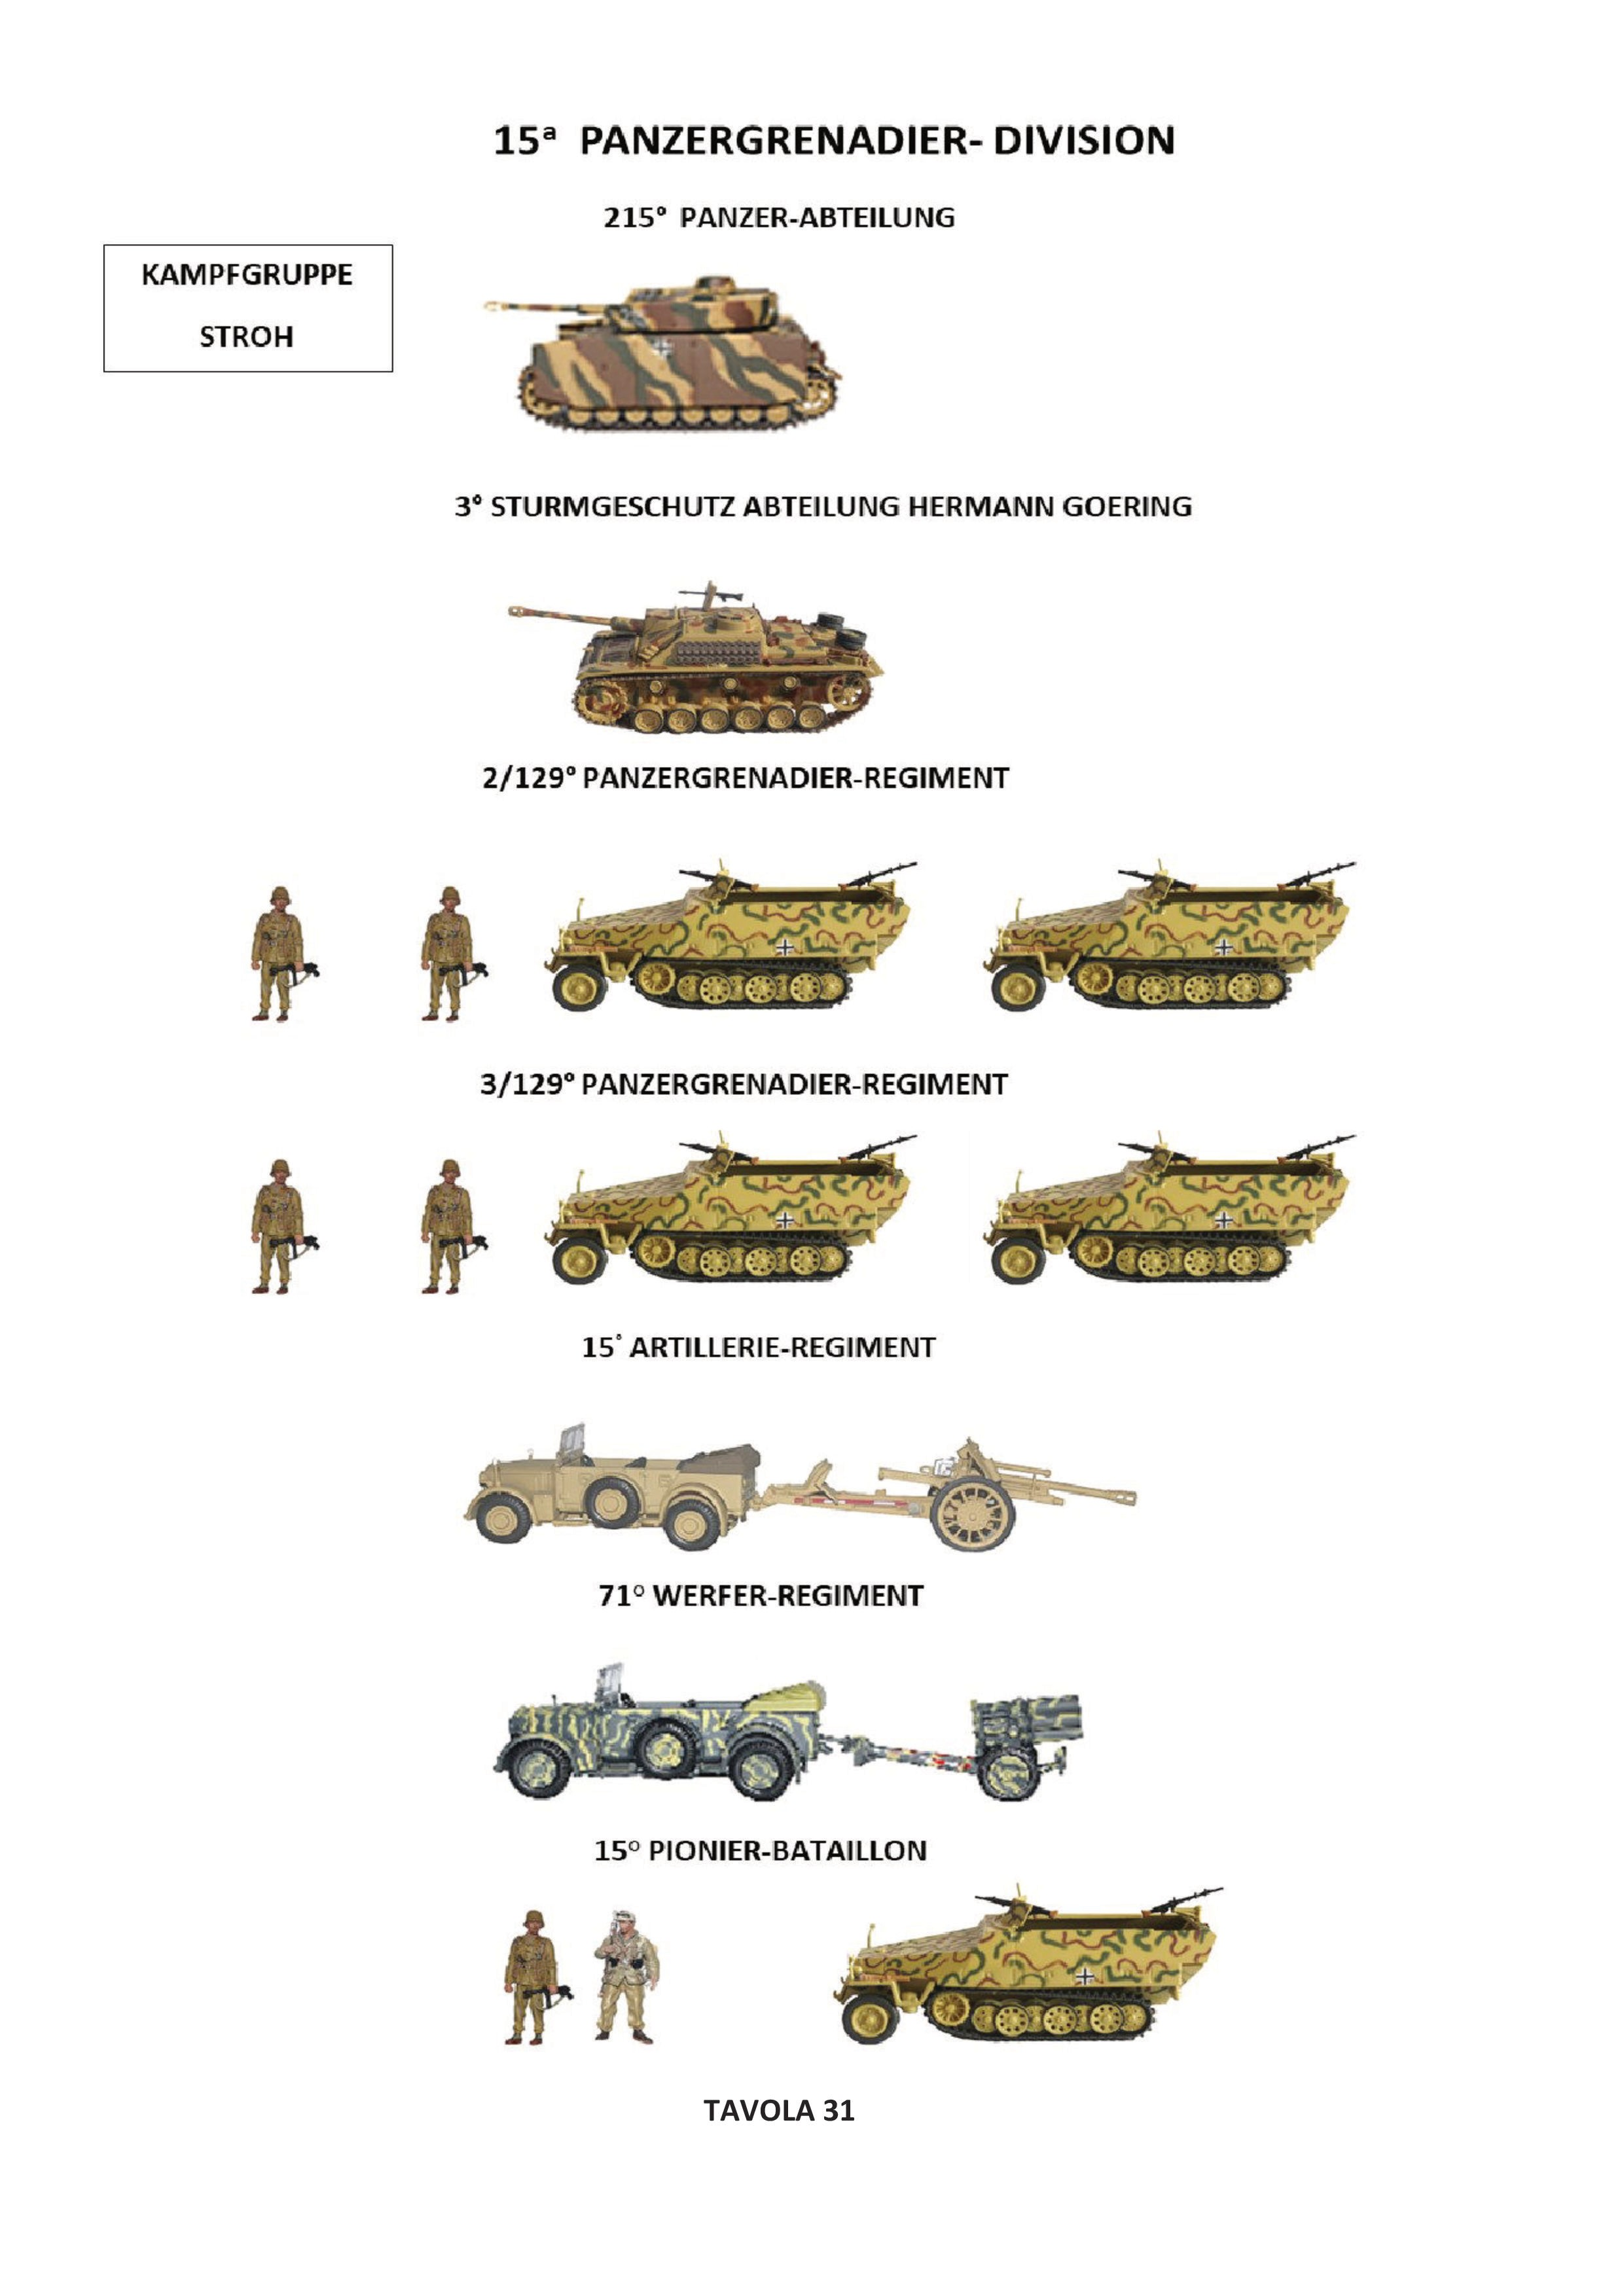 15ª PANZERGRENADIER- DIVISION
215° PANZER-ABTEILUNG
KAMPFGRUPPE
STROH
3° STURMGESCHUTZ ABTEILUNG HERMANN GOERING
2/129° PANZERGRENADIER-REGIMENT
3/129° PANZERGRENADIER-REGIMENT
15° ARTILLERIE-REGIMENT
71° WERFER-REGIMENT
15° PIONIER-BATAILLON
TAVOLA 31